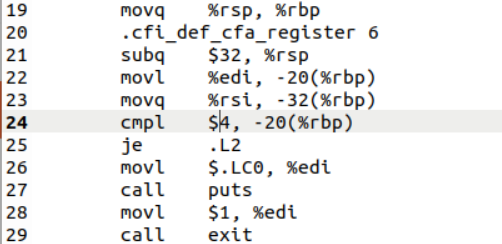 19 movq %rsp, %rbp
20 .cfi_def_cfa_register 6
21 subq $32, %rsp
22 movl %edi, -20(%rbp)
23 movq %rsi, -32(%rbp)
24 cmpl $4, -20(%rbp)
25 je .L2
26 movl $.LC0, %edi
27 call puts
28 movl $1, %edi
29 call exit